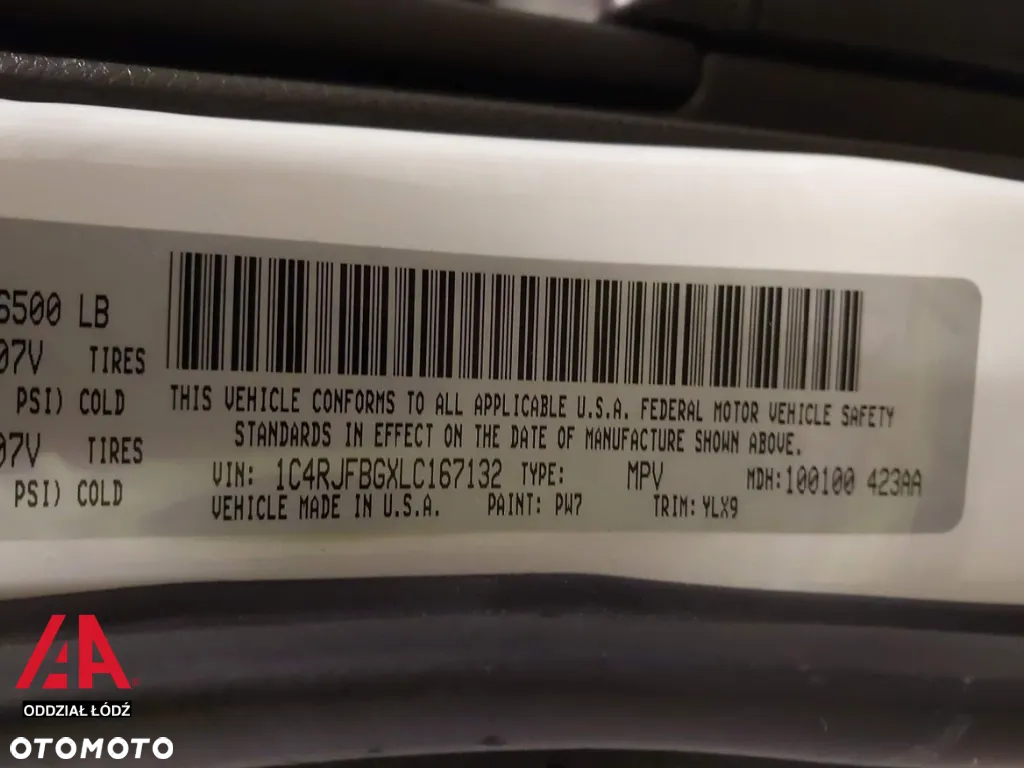 6500 LB
07V TIRES
PSI) COLD
07V TIRES
PSI) COLD
THIS VEHICLE CONFORMS TO ALL APPLICABLE U.S.A. FEDERAL MOTOR VEHICLE SAFETY
STANDARDS IN EFFECT ON THE DATE OF MANUFACTURE SHOWN ABOVE.
VIN: 1C4RJFBGXLC167132 TYPE: MPV MDH:100100 423AA
VEHICLE MADE IN U.S.A. PAINT: PW7 TRIM: YLX9
AA
ODDZIAŁ ŁÓDŹ
OTOMOTO